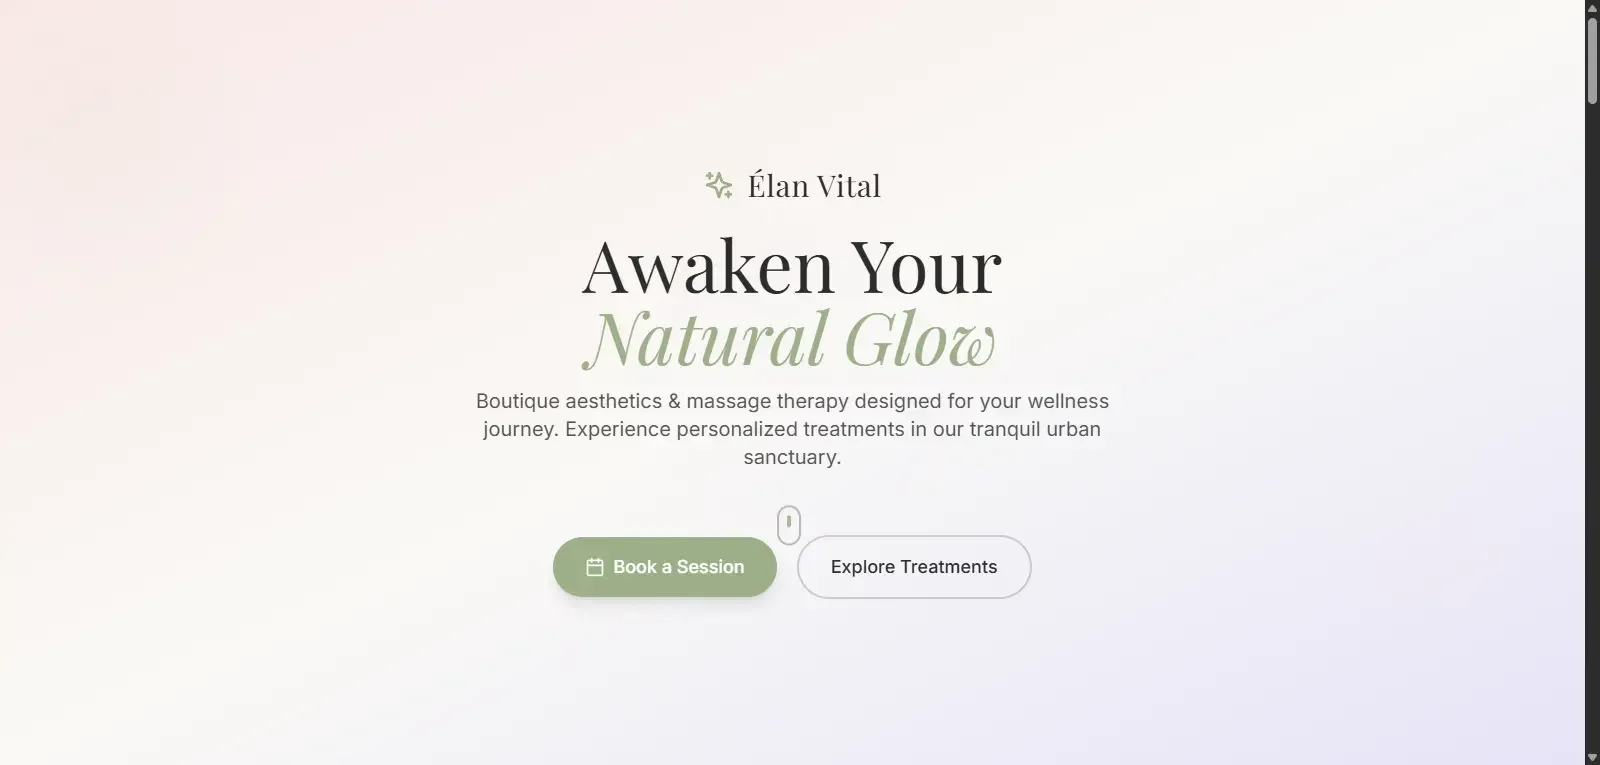 Élan Vital
Awaken Your
Natural Glow
Boutique aesthetics & massage therapy designed for your wellness
journey. Experience personalized treatments in our tranquil urban
sanctuary.
Book a Session
Explore Treatments